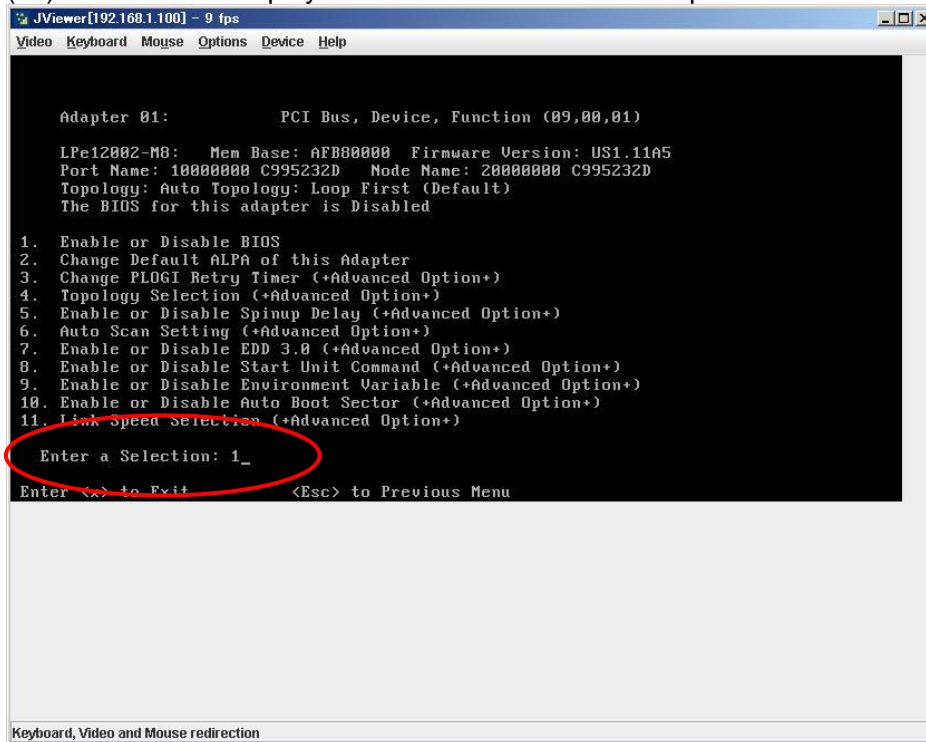 JViewer[192.168.1.100] - 9 fps
Video Keyboard Mouse Options Device Help
Adapter 01: PCI Bus, Device, Function (09,00,01)
LPe12002-M8: Mem Base: AFB80000 Firmware Version: US1.11A5
Port Name: 10000000 C995232D Node Name: 20000000 C995232D
Topology: Auto Topology: Loop First (Default)
The BIOS for this adapter is Disabled
1. Enable or Disable BIOS
2. Change Default ALPA of this Adapter
3. Change PLOGI Retry Timer (+Advanced Option+)
4. Topology Selection (+Advanced Option+)
5. Enable or Disable Spinup Delay (+Advanced Option+)
6. Auto Scan Setting (+Advanced Option+)
7. Enable or Disable EDD 3.0 (+Advanced Option+)
8. Enable or Disable Start Unit Command (+Advanced Option+)
9. Enable or Disable Environment Variable (+Advanced Option+)
10. Enable or Disable Auto Boot Sector (+Advanced Option+)
11. Link Speed Selection (+Advanced Option+)
Enter a Selection: 1_
Enter <x> to Exit <Esc> to Previous Menu
Keyboard, Video and Mouse redirection